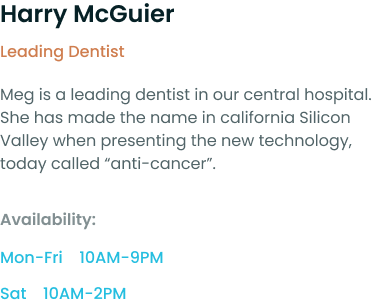 Harry McGuier
Leading Dentist
Meg is a leading dentist in our central hospital.
She has made the name in california Silicon
Valley when presenting the new technology,
today called “anti-cancer”.
Availability:
Mon-Fri 10AM-9PM
Sat 10AM-2PM